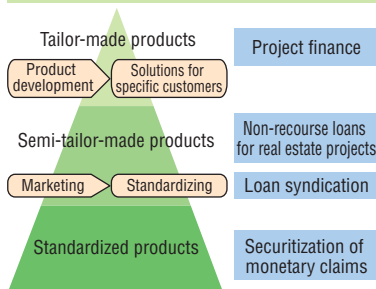 Tailor-made products
Project finance
Product
development
Solutions for
specific customers
Semi-tailor-made products
Non-recourse loans
for real estate projects
Marketing
Standardizing
Loan syndication
Standardized products
Securitization of
monetary claims